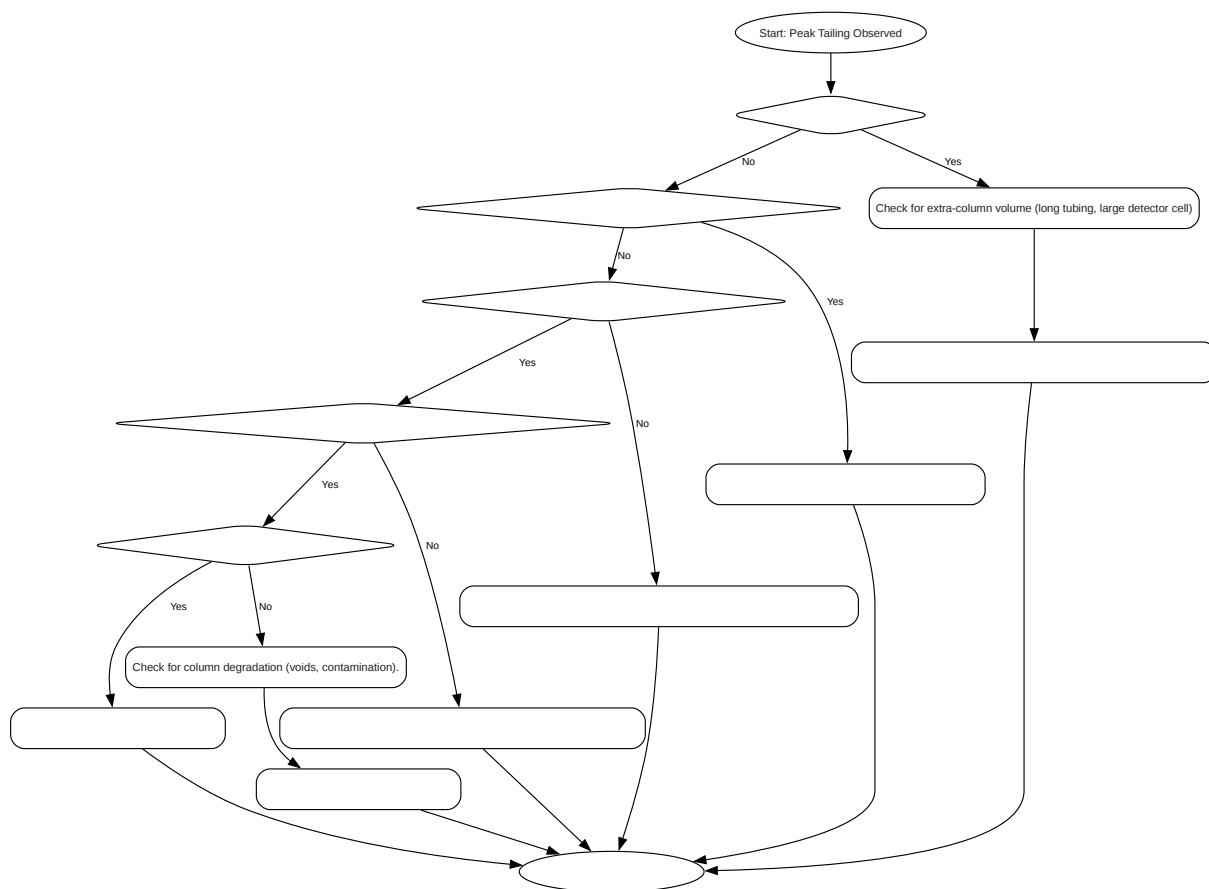 Start: Peak Tailing Observed
No
Yes
Check for extra-column volume (long tubing, large detector cell)
No
Yes
Yes
No
Yes
No
Yes
No
Check for column degradation (voids, contamination).